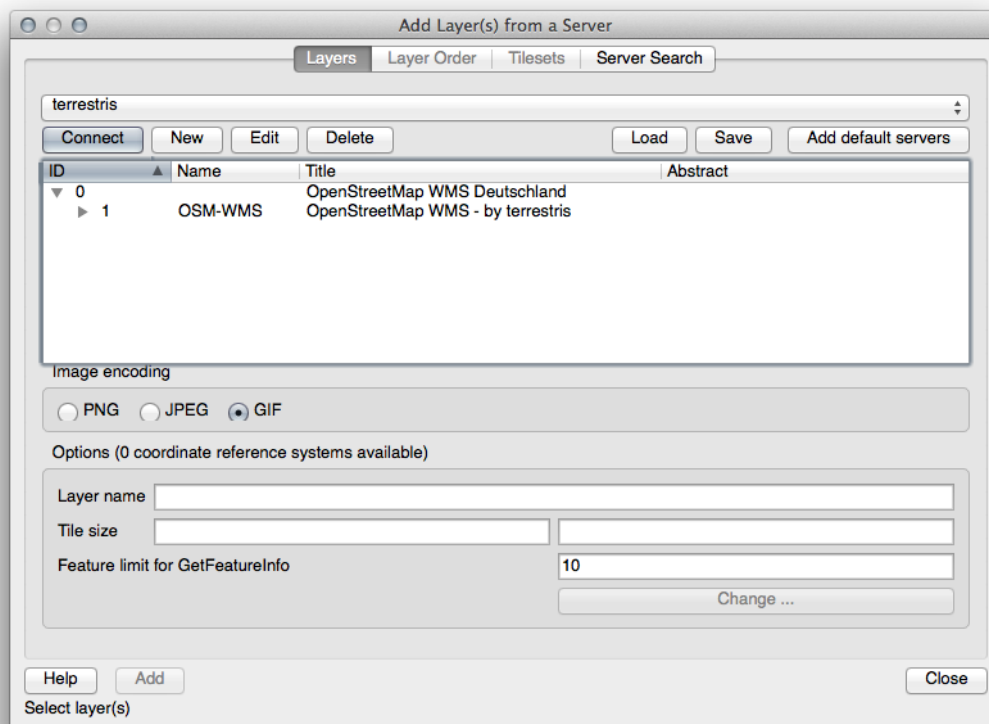 Add Layer(s) from a Server
Layers Layer Order Tilesets Server Search
terrestris
Connect New Edit Delete Load Save Add default servers
ID Name Title Abstract
0 OpenStreetMap WMS Deutschland
1 OSM-WMS OpenStreetMap WMS - by terrestris
Image encoding
PNG JPEG GIF
Options (0 coordinate reference systems available)
Layer name
Tile size
Feature limit for GetFeatureInfo 10
Change ...
Help Add Close
Select layer(s)